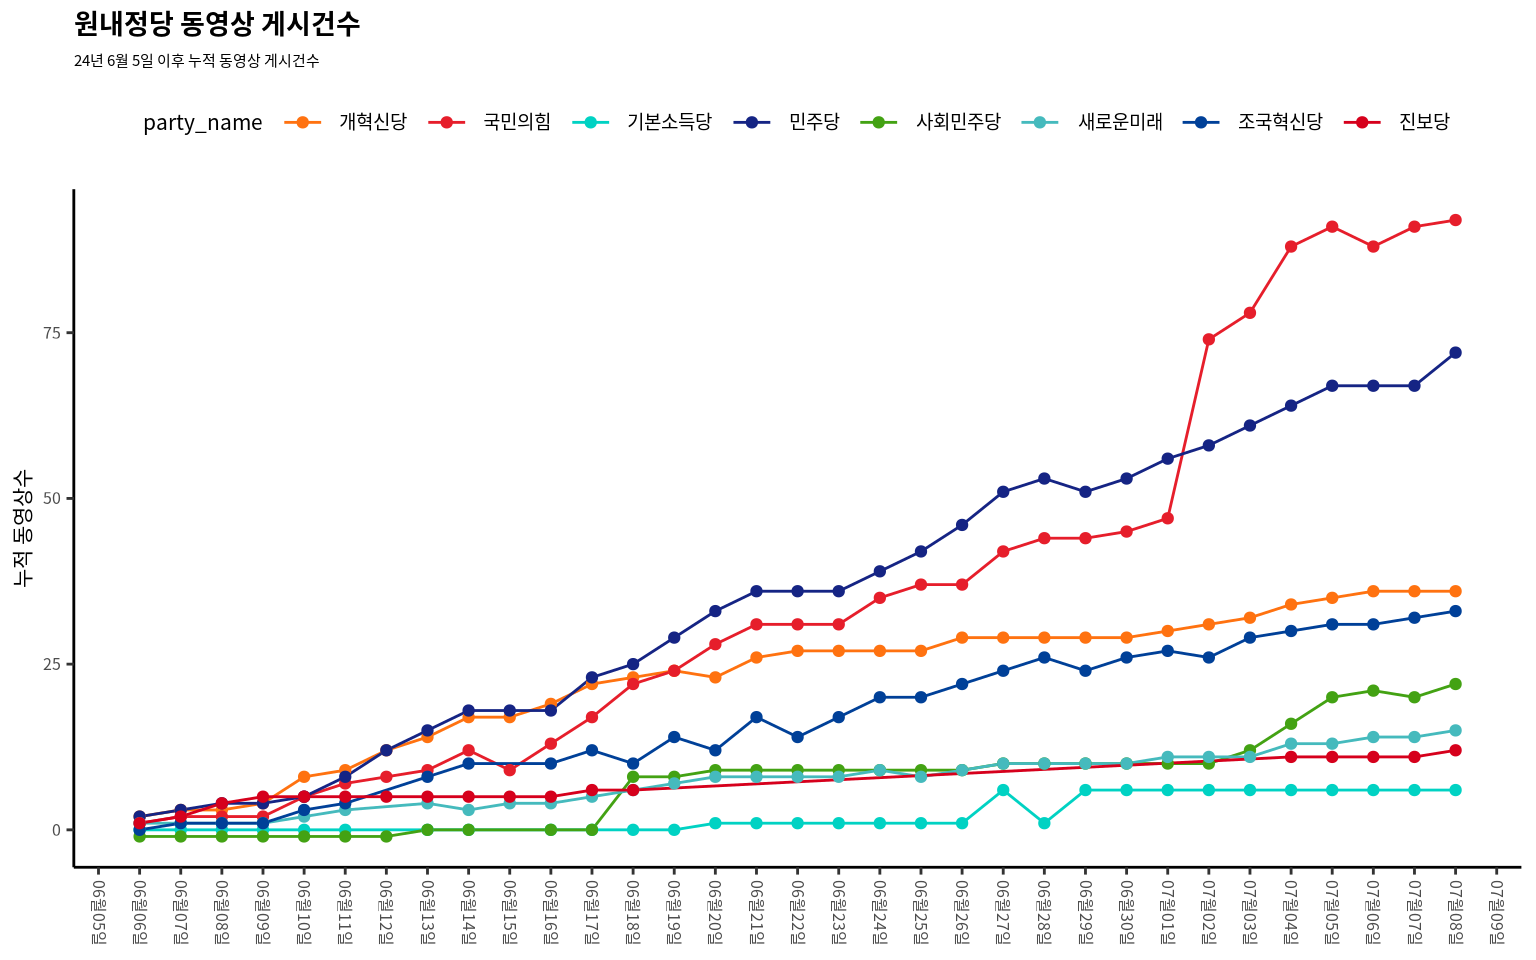 원내정당 동영상 게시건수
24년 6월 5일 이후 누적 동영상 게시건수
party_name 개혁신당 국민의힘 기본소득당 민주당 사회민주당 새로운미래 조국혁신당 진보당
누적 동영상수
75
50
25
0
06월05일
06월06일
06월07일
06월08일
06월09일
06월10일
06월11일
06월12일
06월13일
06월14일
06월15일
06월16일
06월17일
06월18일
06월19일
06월20일
06월21일
06월22일
06월23일
06월24일
06월25일
06월26일
06월27일
06월28일
06월29일
06월30일
07월01일
07월02일
07월03일
07월04일
07월05일
07월06일
07월07일
07월08일
07월09일